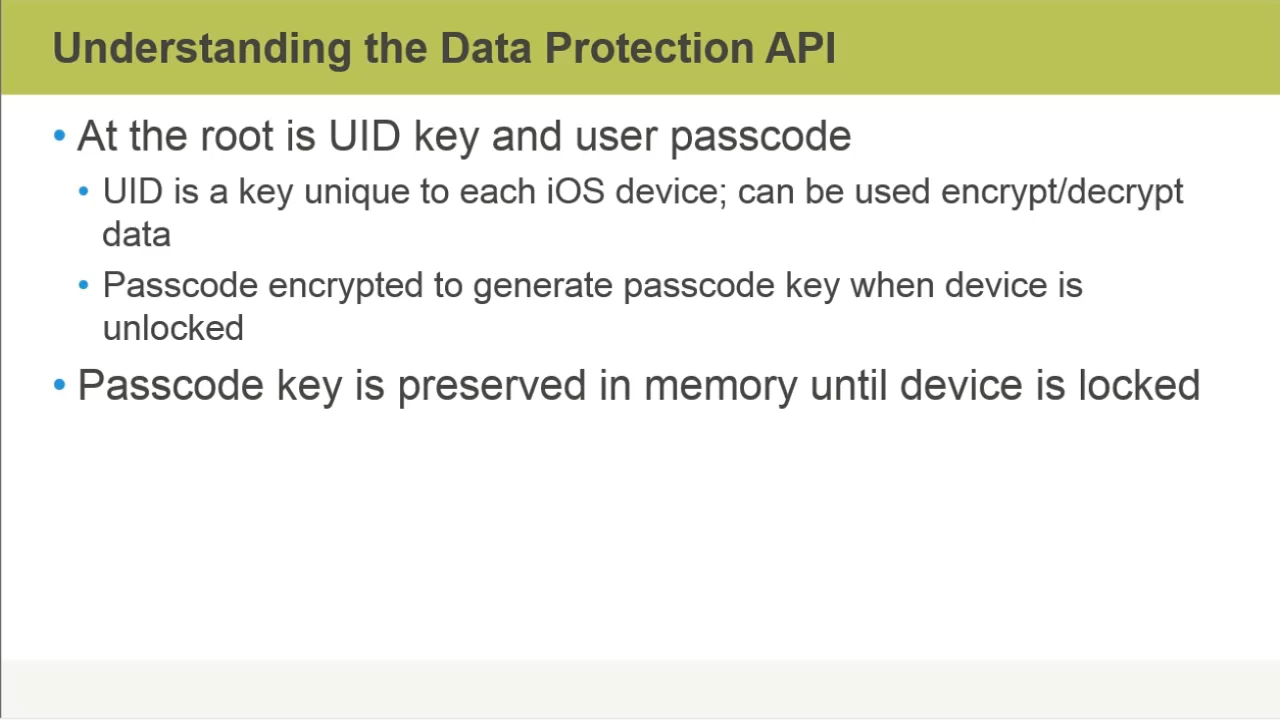 Understanding the Data Protection API
• At the root is UID key and user passcode
• UID is a key unique to each iOS device; can be used encrypt/decrypt
data
• Passcode encrypted to generate passcode key when device is
unlocked
• Passcode key is preserved in memory until device is locked